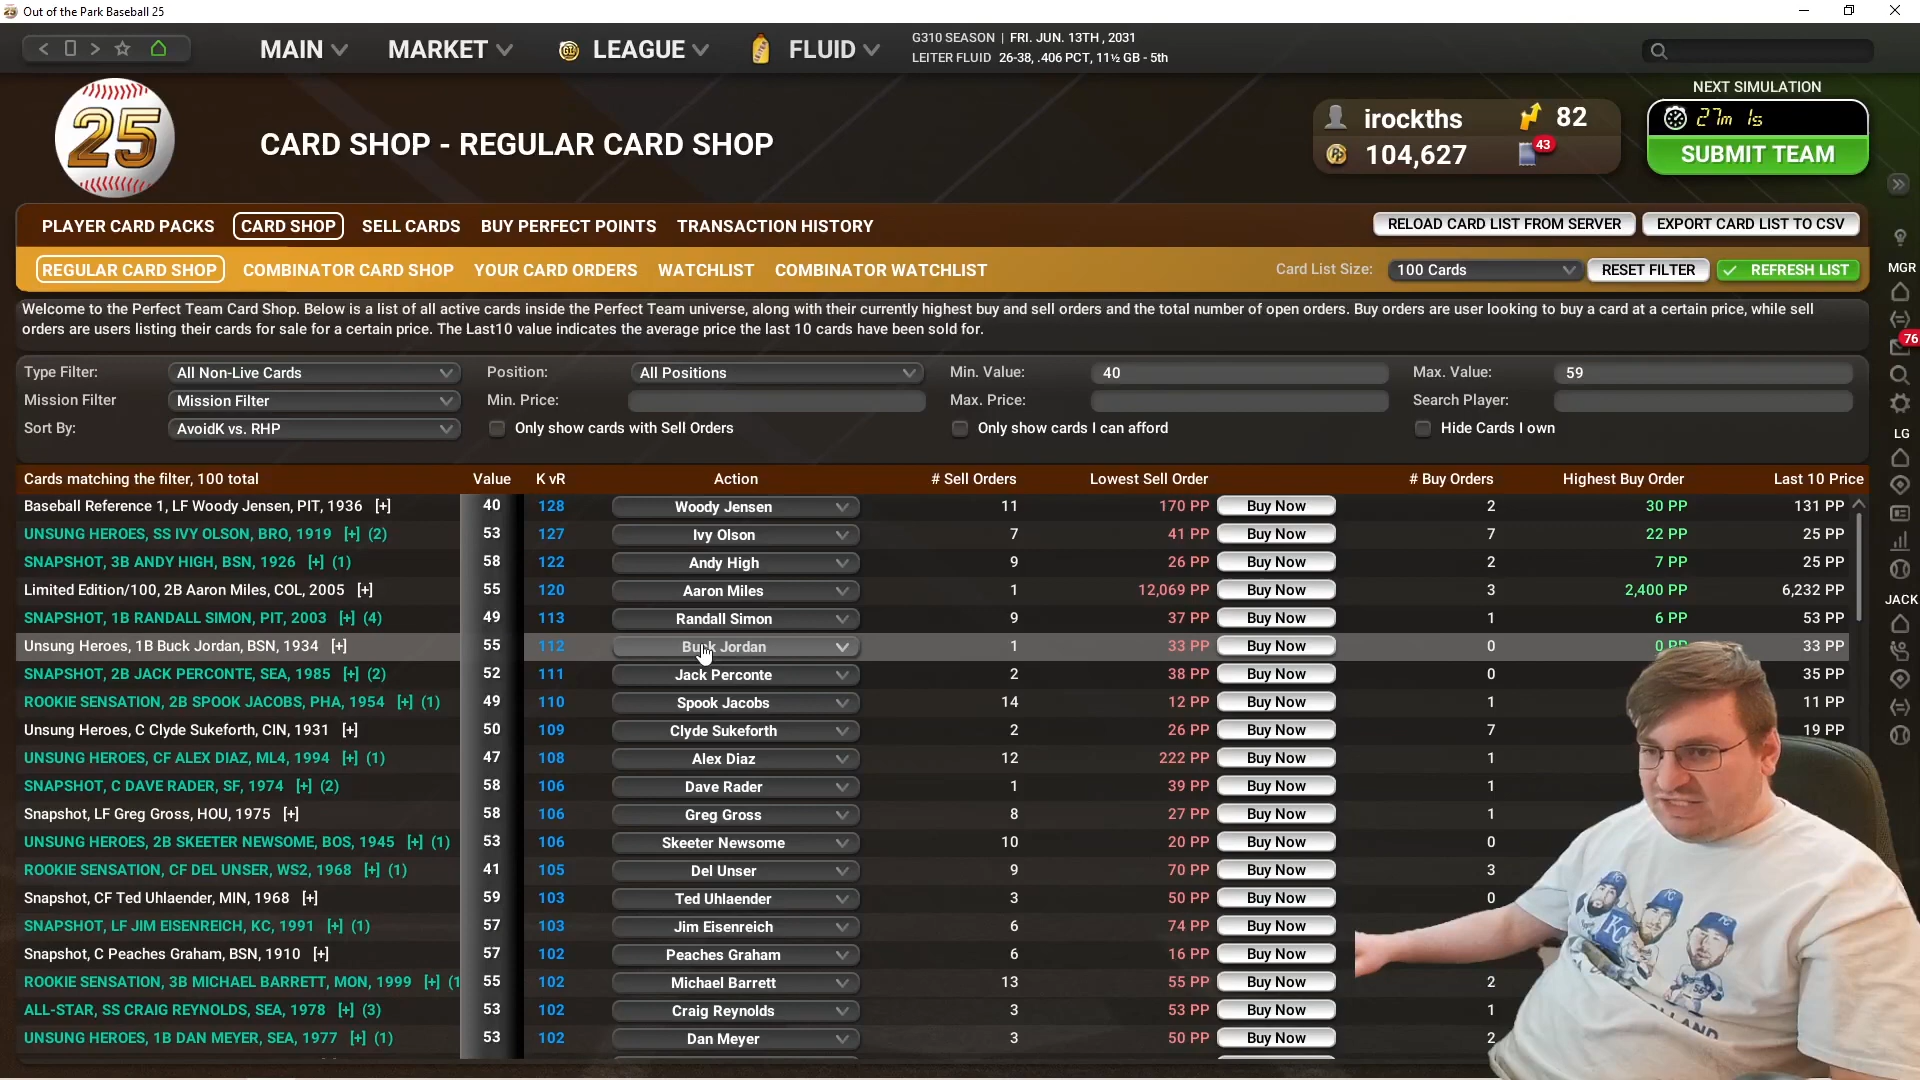 Out of the Park Baseball 25
MAIN MARKET LEAGUE FLUID
G310 SEASON | FRI. JUN. 13TH , 2031
LEITER FLUID 26-38, .406 PCT, 11½ GB - 5th
25
CARD SHOP - REGULAR CARD SHOP
irockths 82
104,627 43
NEXT SIMULATION
27m 1s
SUBMIT TEAM
PLAYER CARD PACKS CARD SHOP SELL CARDS BUY PERFECT POINTS TRANSACTION HISTORY
RELOAD CARD LIST FROM SERVER EXPORT CARD LIST TO CSV
REGULAR CARD SHOP COMBINATOR CARD SHOP YOUR CARD ORDERS WATCHLIST COMBINATOR WATCHLIST
Card List Size: 100 Cards RESET FILTER REFRESH LIST
Welcome to the Perfect Team Card Shop. Below is a list of all active cards inside the Perfect Team universe, along with their currently highest buy and sell orders and the total number of open orders. Buy orders are user looking to buy a card at a certain price, while sell
orders are users listing their cards for sale for a certain price. The Last10 value indicates the average price the last 10 cards have been sold for.
Type Filter: All Non-Live Cards Position: All Positions Min. Value: 40 Max. Value: 59
Mission Filter Mission Filter Min. Price: Max. Price: Search Player:
Sort By: AvoidK vs. RHP Only show cards with Sell Orders Only show cards I can afford Hide Cards I own
Cards matching the filter, 100 total Value K vR Action # Sell Orders Lowest Sell Order # Buy Orders Highest Buy Order Last 10 Price
Baseball Reference 1, LF Woody Jensen, PIT, 1936 [+] 40 128 Woody Jensen 11 170 PP Buy Now 2 30 PP 131 PP
UNSUNG HEROES, SS IVY OLSON, BRO, 1919 [+] (2) 53 127 Ivy Olson 7 41 PP Buy Now 7 22 PP 25 PP
SNAPSHOT, 3B ANDY HIGH, BSN, 1926 [+] (1) 58 122 Andy High 9 26 PP Buy Now 2 7 PP 25 PP
Limited Edition/100, 2B Aaron Miles, COL, 2005 [+] 55 120 Aaron Miles 1 12,069 PP Buy Now 3 2,400 PP 6,232 PP
SNAPSHOT, 1B RANDALL SIMON, PIT, 2003 [+] (4) 49 113 Randall Simon 9 37 PP Buy Now 1 6 PP 53 PP
Unsung Heroes, 1B Buck Jordan, BSN, 1934 [+] 55 112 Buck Jordan 1 33 PP Buy Now 0 0 PP 33 PP
SNAPSHOT, 2B JACK PERCONTE, SEA, 1985 [+] (2) 52 111 Jack Perconte 2 38 PP Buy Now 0 35 PP
ROOKIE SENSATION, 2B SPOOK JACOBS, PHA, 1954 [+] (1) 49 110 Spook Jacobs 14 12 PP Buy Now 1 11 PP
Unsung Heroes, C Clyde Sukeforth, CIN, 1931 [+] 50 109 Clyde Sukeforth 2 26 PP Buy Now 7 19 PP
UNSUNG HEROES, CF ALEX DIAZ, ML4, 1994 [+] (1) 47 108 Alex Diaz 12 222 PP Buy Now 1
SNAPSHOT, C DAVE RADER, SF, 1974 [+] (2) 58 106 Dave Rader 1 39 PP Buy Now 1
Snapshot, LF Greg Gross, HOU, 1975 [+] 58 106 Greg Gross 8 27 PP Buy Now 1
UNSUNG HEROES, 2B SKEETER NEWSOME, BOS, 1945 [+] (1) 53 106 Skeeter Newsome 10 20 PP Buy Now 0
ROOKIE SENSATION, CF DEL UNSER, WS2, 1968 [+] (1) 41 105 Del Unser 9 70 PP Buy Now 3
Snapshot, CF Ted Uhlaender, MIN, 1968 [+] 59 103 Ted Uhlaender 3 50 PP Buy Now 0
SNAPSHOT, LF JIM EISENREICH, KC, 1991 [+] (1) 57 103 Jim Eisenreich 6 74 PP Buy Now
Snapshot, C Peaches Graham, BSN, 1910 [+] 57 102 Peaches Graham 6 16 PP Buy Now
ROOKIE SENSATION, 3B MICHAEL BARRETT, MON, 1999 [+] (1 55 102 Michael Barrett 13 55 PP Buy Now 2
ALL-STAR, SS CRAIG REYNOLDS, SEA, 1978 [+] (3) 53 102 Craig Reynolds 3 53 PP Buy Now 1
UNSUNG HEROES, 1B DAN MEYER, SEA, 1977 [+] (1) 53 102 Dan Meyer 3 50 PP Buy Now 2
MGR
76
LG
JACK
KC